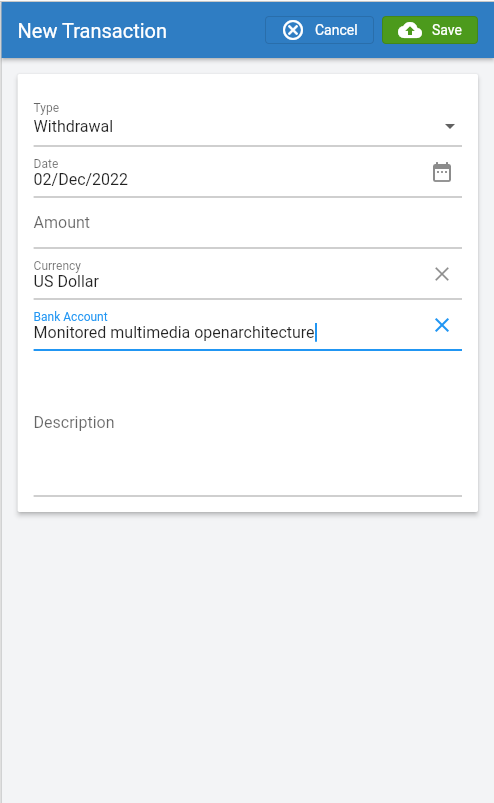 New Transaction
Cancel
Save
Type
Withdrawal
Date
02/Dec/2022
Amount
Currency
US Dollar
Bank Account
Monitored multimedia openarchitecture
Description